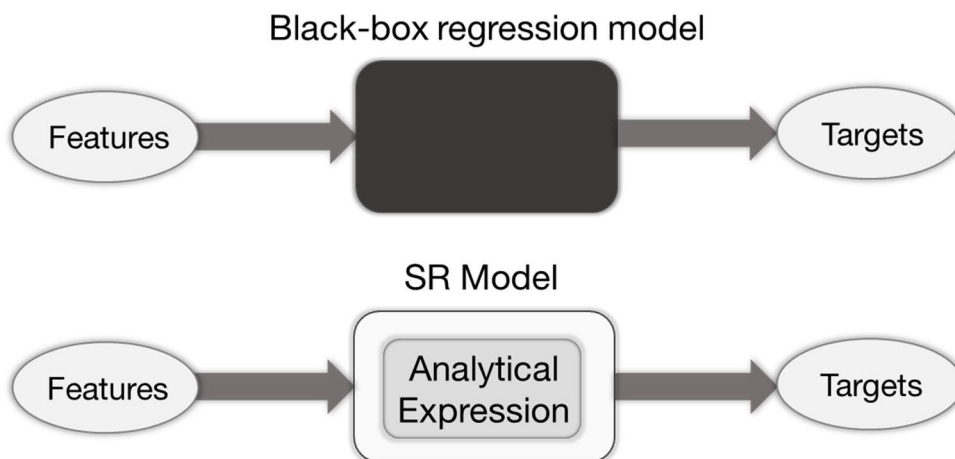 Black-box regression model
Features
Targets
SR Model
Features
Analytical
Expression
Targets